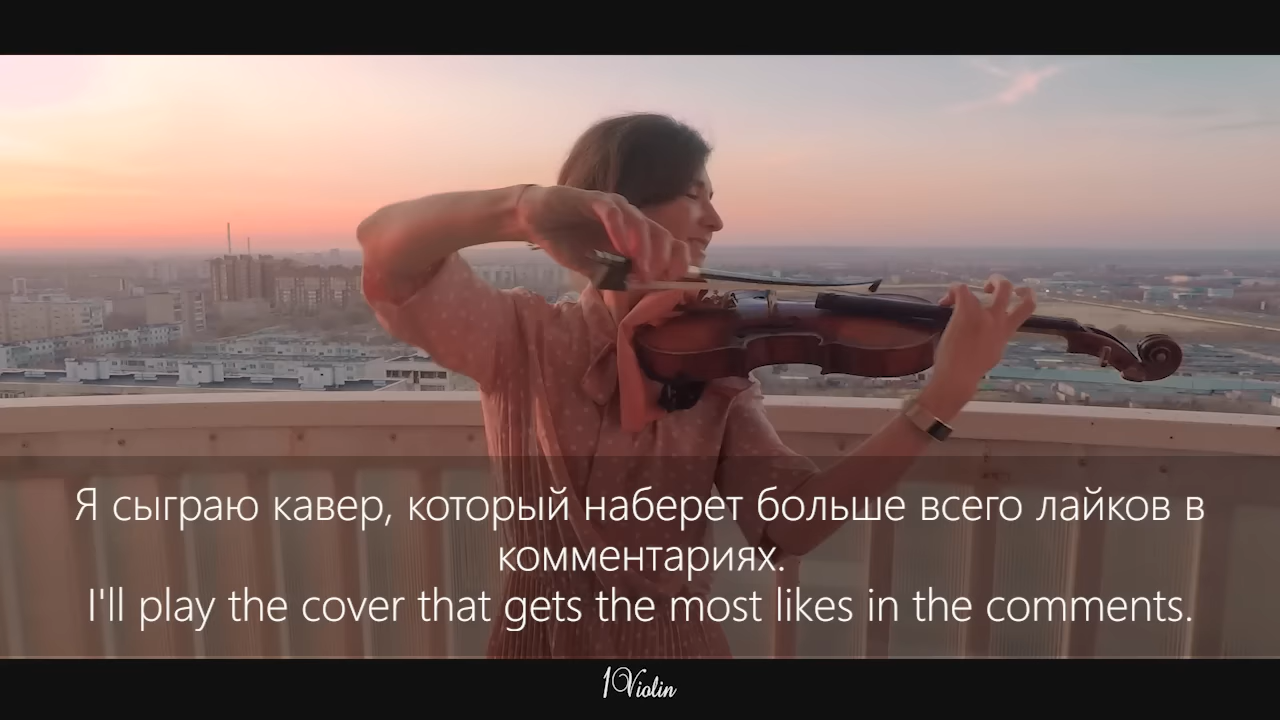 Я сыграю кавер, который наберет больше всего лайков в
комментариях.
I'll play the cover that gets the most likes in the comments.
1Violin